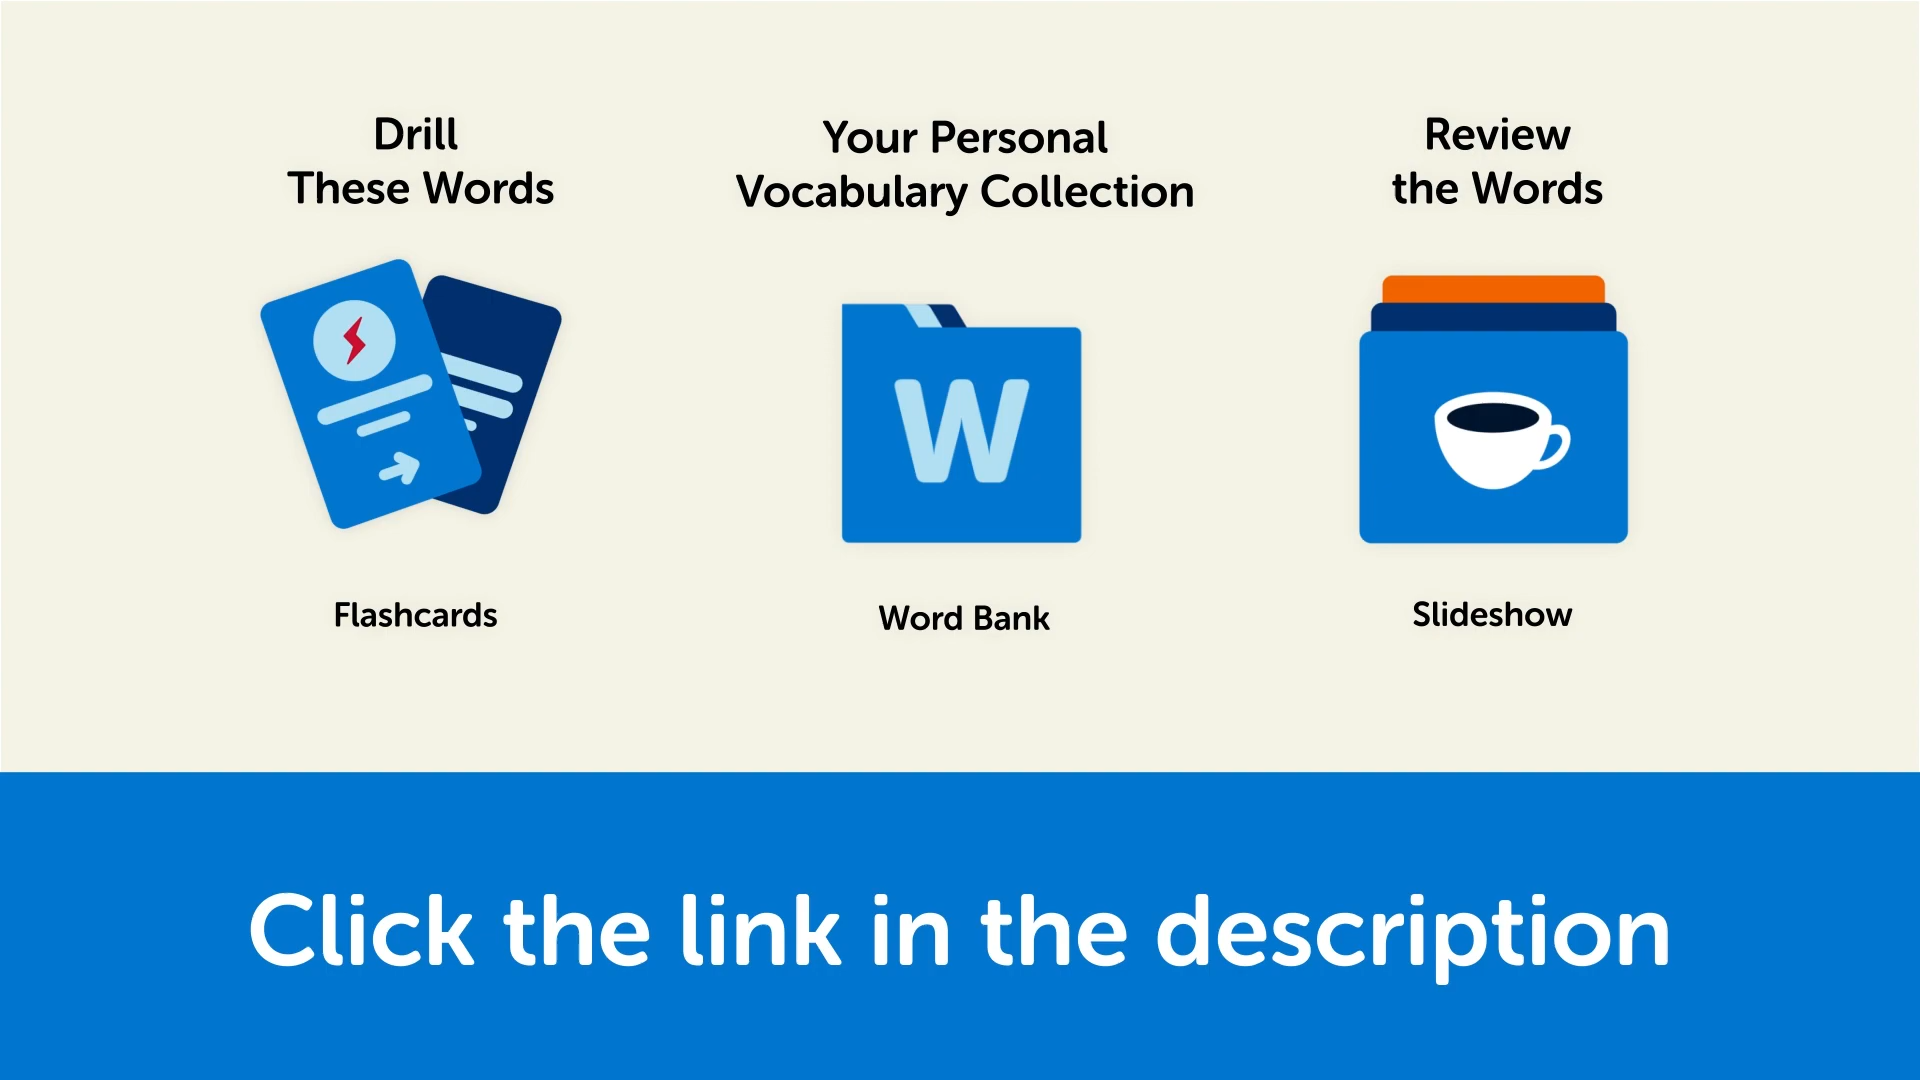 Drill
These Words
Your Personal
Vocabulary Collection
Review
the Words
W
Flashcards
Word Bank
Slideshow
Click the link in the description